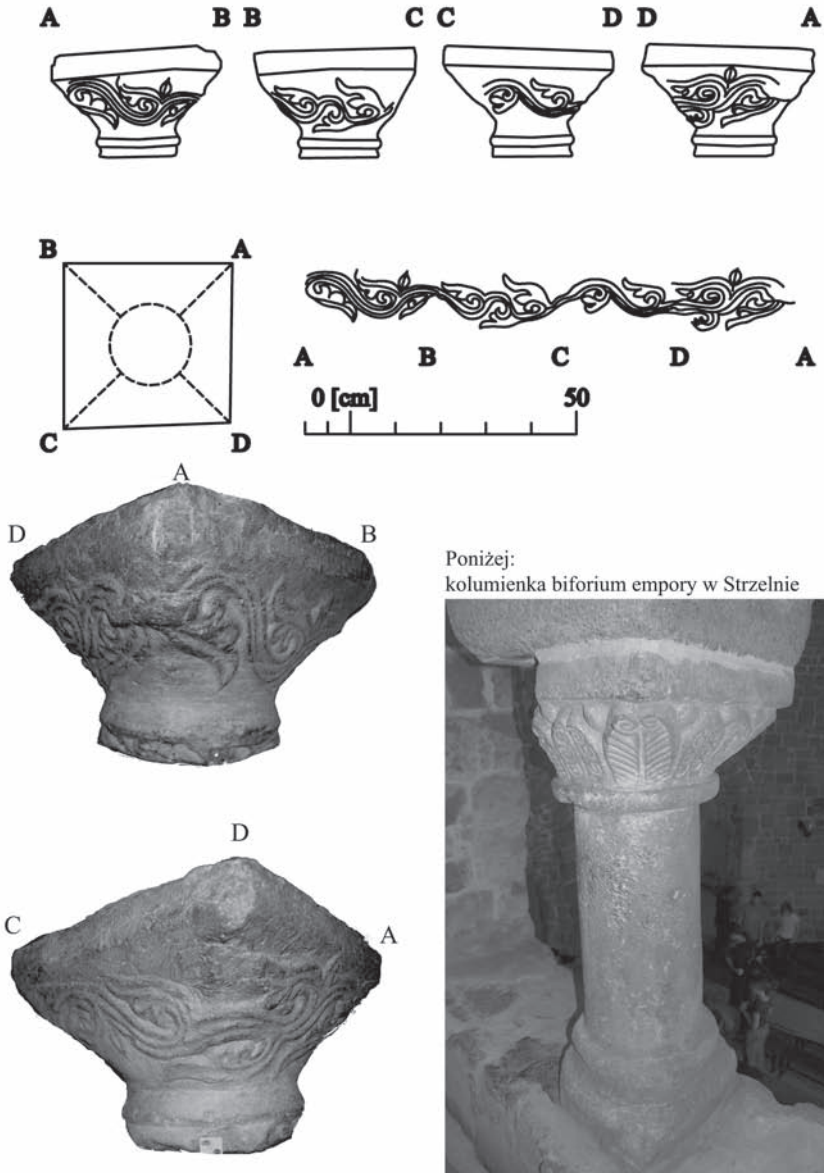 A B B C C D D A
B A
C D
A B C D A
0 [cm] 50
A
D B
D
C A
Poniżej:
kolumienka biforium empory w Strzelnie